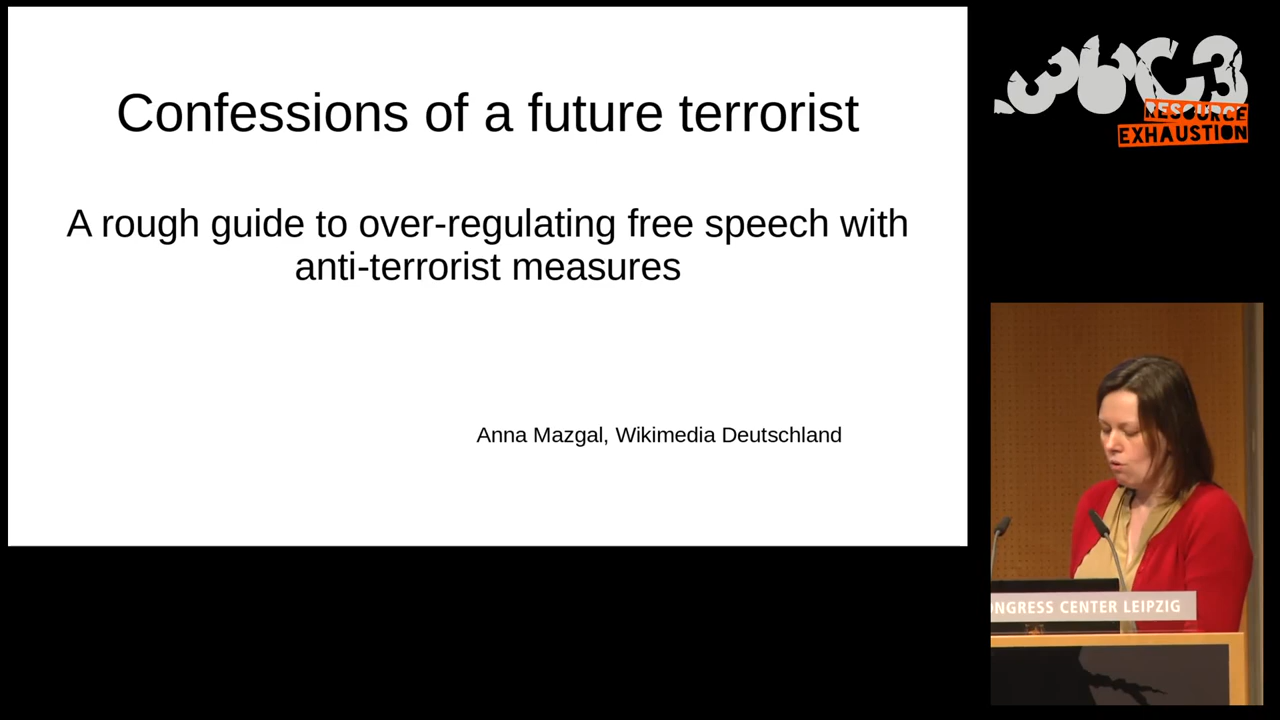 Confessions of a future terrorist
A rough guide to over-regulating free speech with
anti-terrorist measures
Anna Mazgal, Wikimedia Deutschland
36C3
RESOURCE
EXHAUSTION
ONGRESS CENTER LEIPZIG